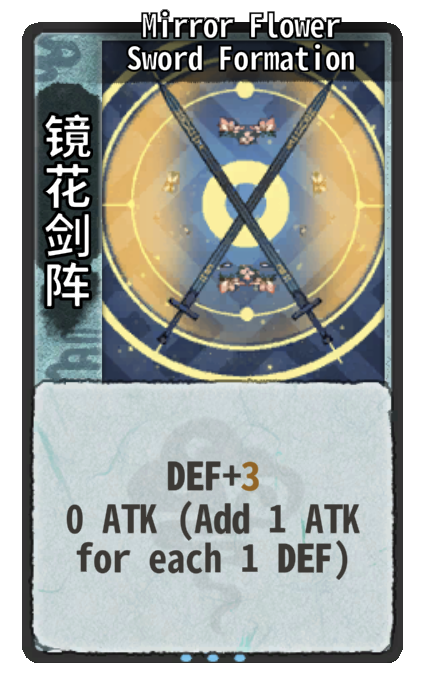 Mirror Flower
Sword Formation
镜花剑阵
DEF+3
0 ATK (Add 1 ATK
for each 1 DEF)